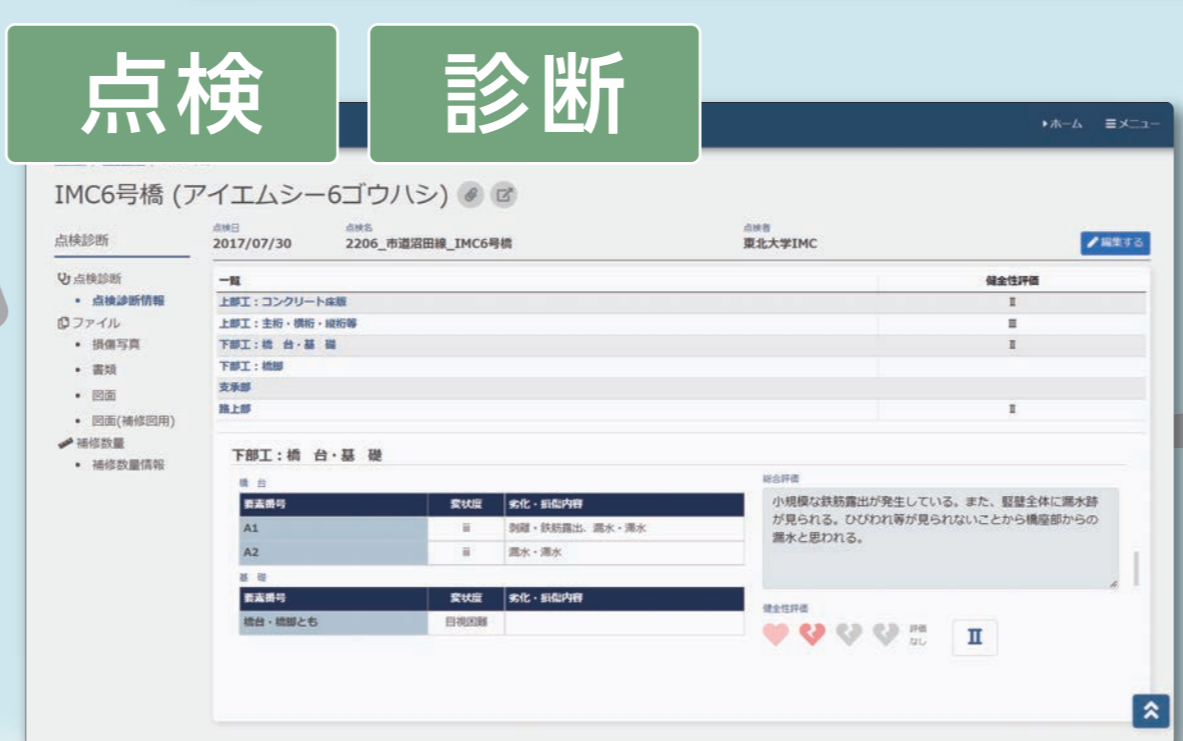 点検 診断
ホーム メニュー
IMC6号橋 (アイエムシー6ゴウハシ)
点検診断
点検日 点検名 点検者
2017/07/30 2206_市道沼田線_IMC6号橋 東北大学IMC 編集する
点検診断
・ 点検診断情報
ファイル
・ 損傷写真
・ 書類
・ 図面
・ 図面(補修図用)
補修数量
・ 補修数量情報
一覧 健全性評価
上部工:コンクリート床版 Ⅱ
上部工:主桁・横桁・縦桁等 Ⅲ
下部工:橋 台・基 礎 Ⅱ
下部工:橋脚
支承部
路上部 Ⅱ
下部工:橋 台・基 礎
橋 台
要素番号 変状度 劣化・損傷内容
A1 ⅲ 剥離・鉄筋露出、漏水・滞水
A2 ⅲ 漏水・滞水
基 礎
要素番号 変状度 劣化・損傷内容
橋台・橋脚とも 目視困難
総合評価
小規模な鉄筋露出が発生している。また、竪壁全体に漏水跡
が見られる。ひびわれ等が見られないことから橋座部からの
漏水と思われる。
健全性評価
評価
なし
Ⅱ